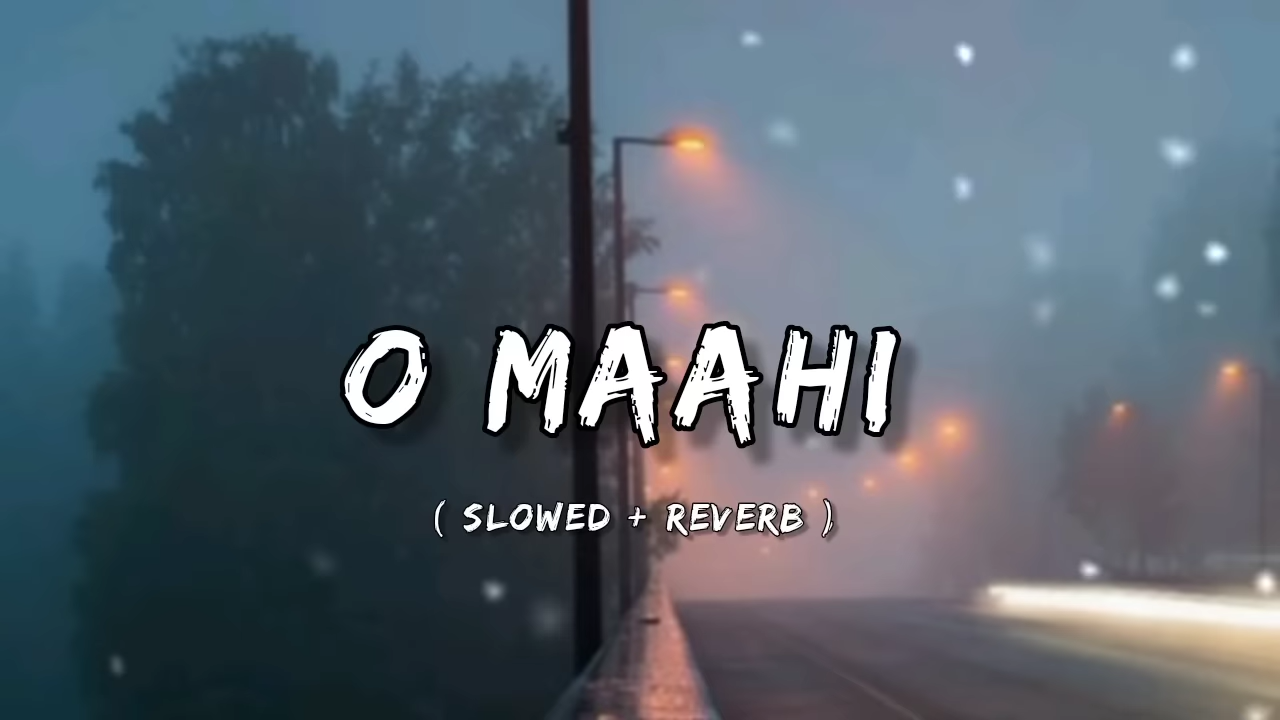 O MAAHI
( SLOWED + REVERB )